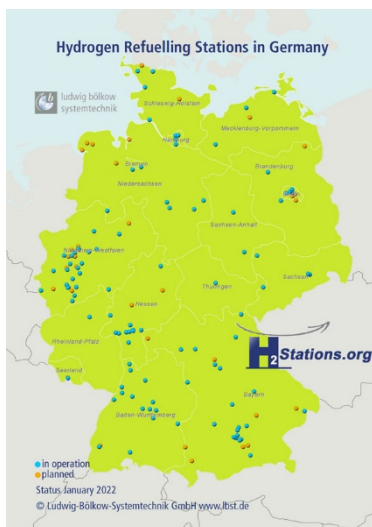 Hydrogen Refuelling Stations in Germany
ludwig bölkow
systemtechnik
Schleswig-Holstein
Mecklenburg-Vorpommern
Hamburg
Bremen
Brandenburg
Berlin
Niedersachsen
Sachsen-Anhalt
Nordrhein-Westfalen
Sachsen
Thüringen
Hessen
Rheinland-Pfalz
H2Stations.org
Saarland
Bayern
Baden-Württemberg
in operation
planned
Status January 2022
© Ludwig-Bölkow-Systemtechnik GmbH www.lbst.de